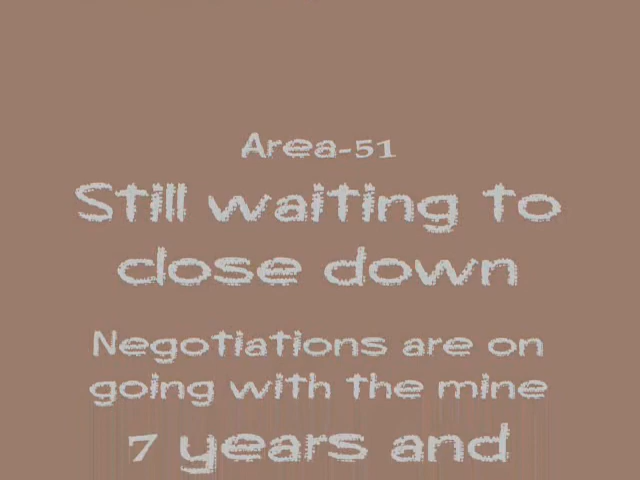 Area-51
Still waiting to
close down
Negotiations are on
going with the mine
7 years and